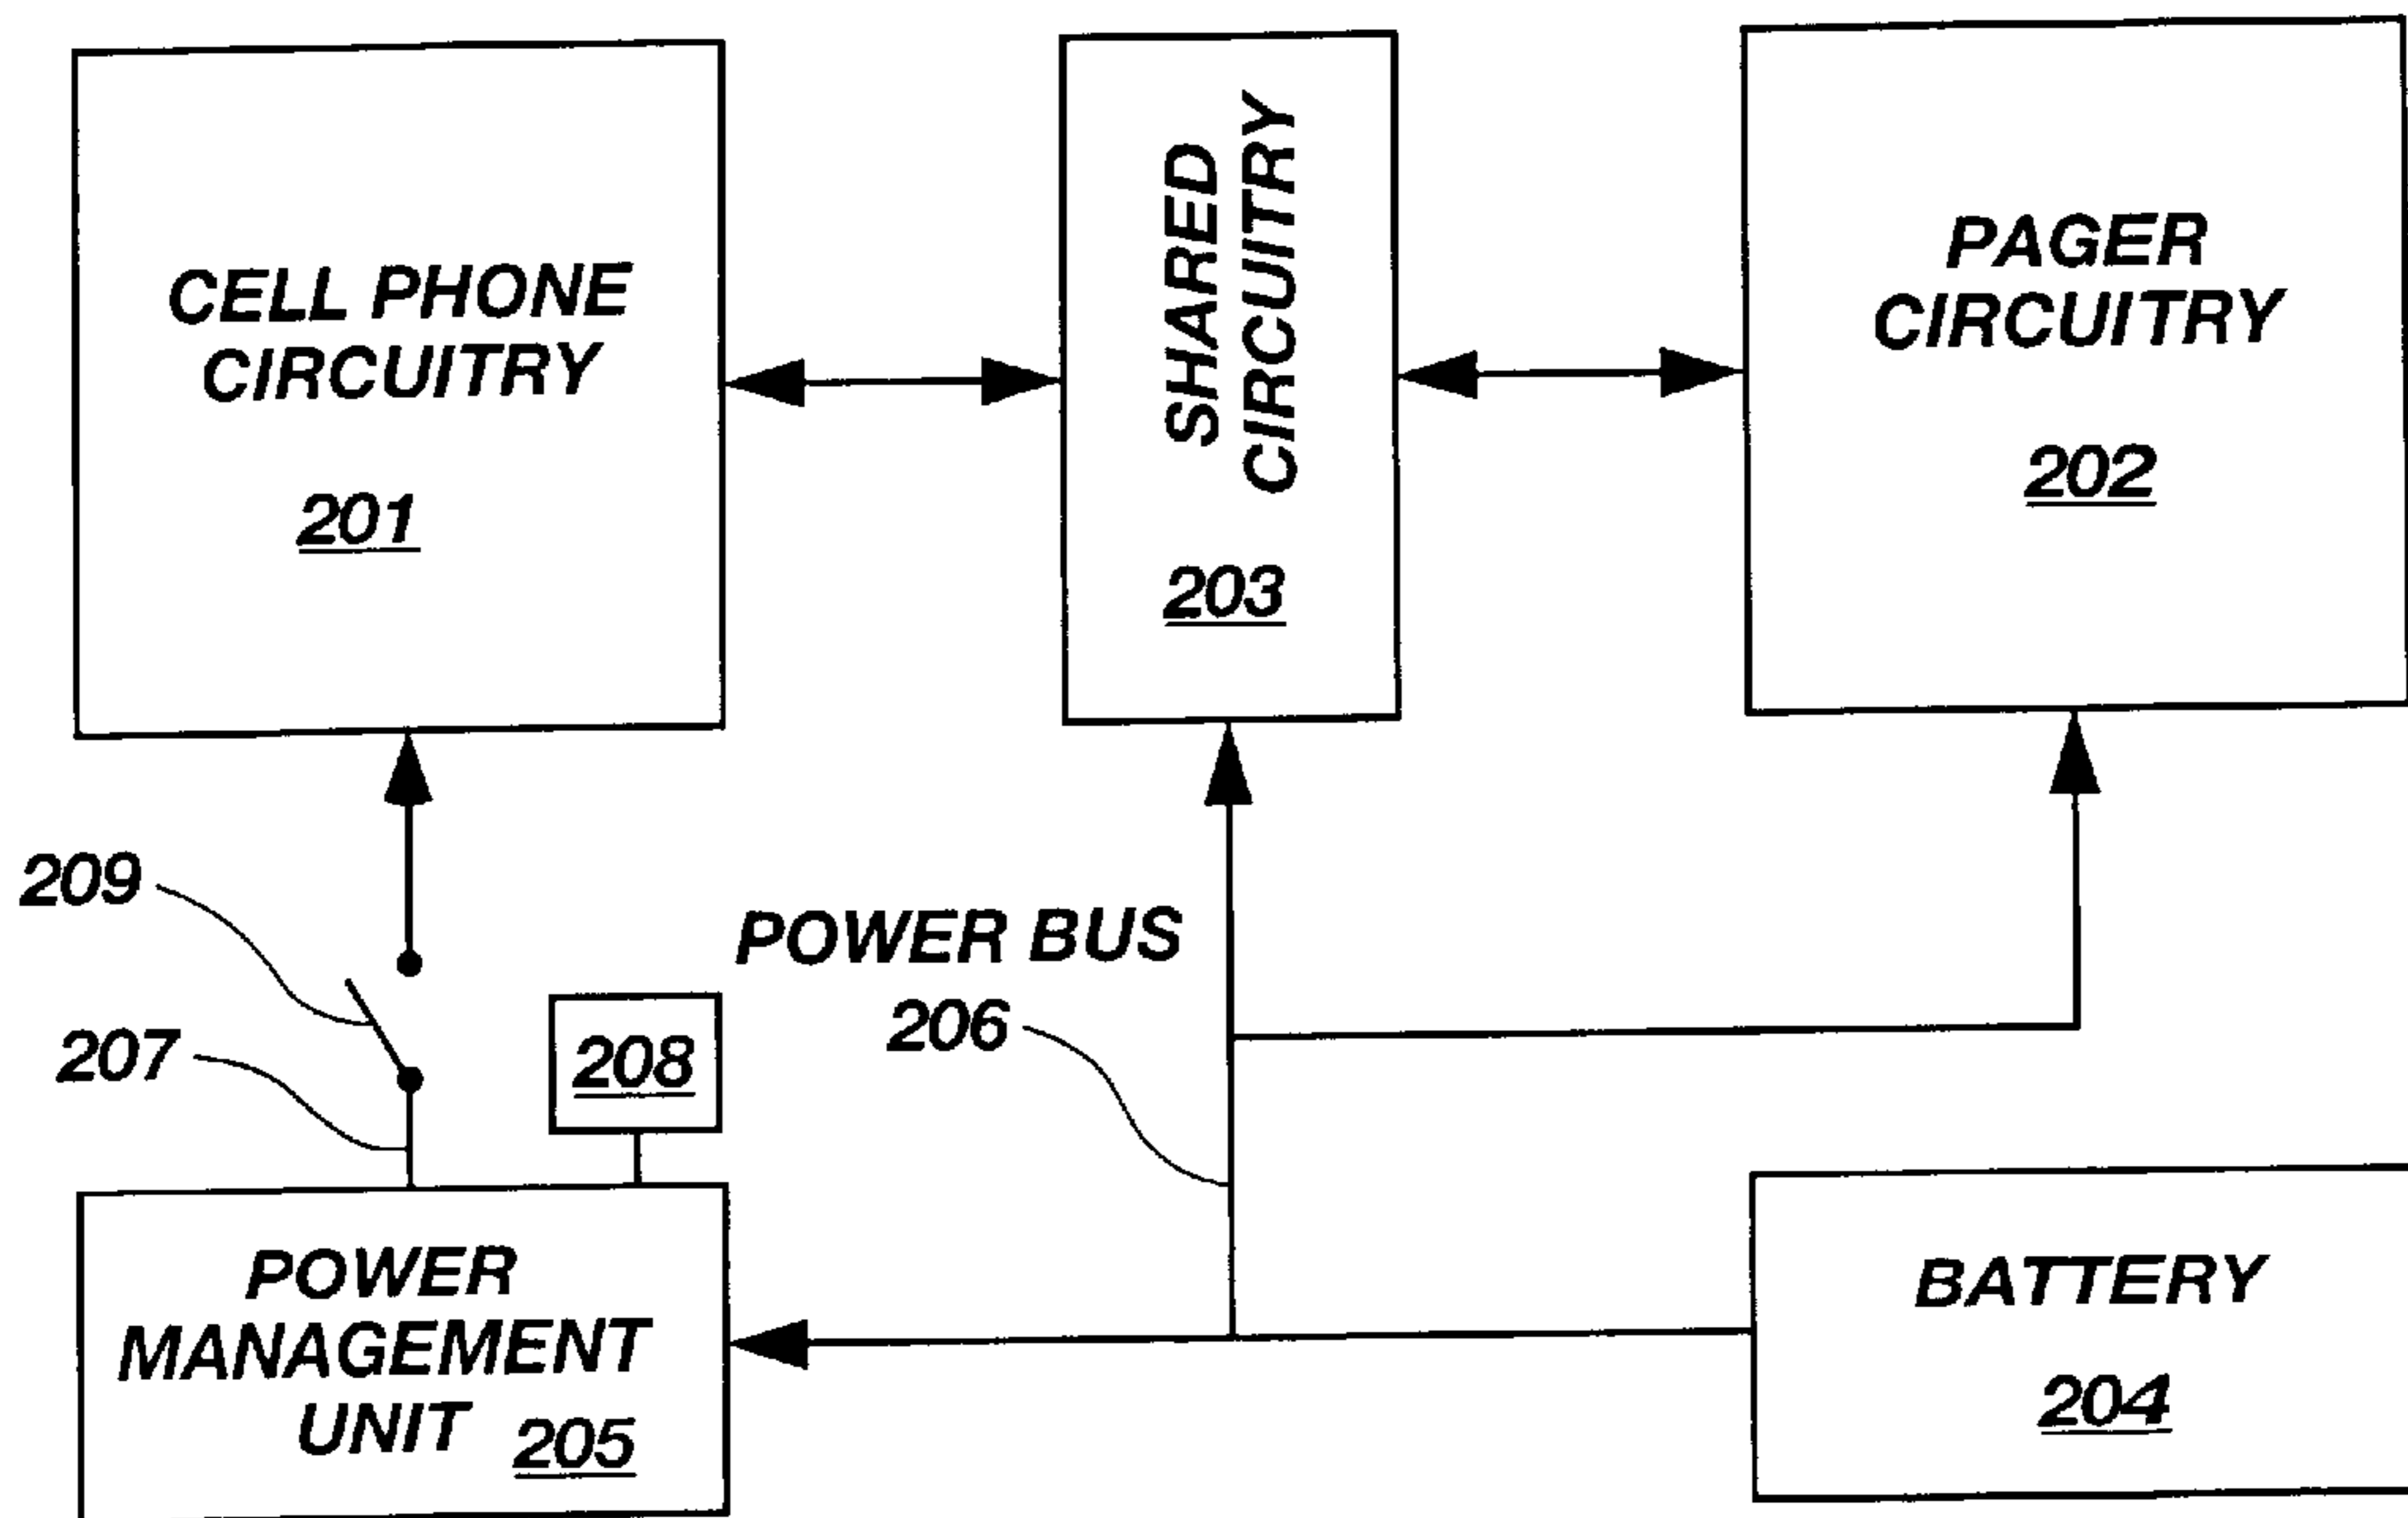 CELL PHONE
CIRCUITRY
201
SHARED
CIRCUITRY
203
PAGER
CIRCUITRY
202
209
207
208
POWER BUS
206
POWER
MANAGEMENT
UNIT 205
BATTERY
204